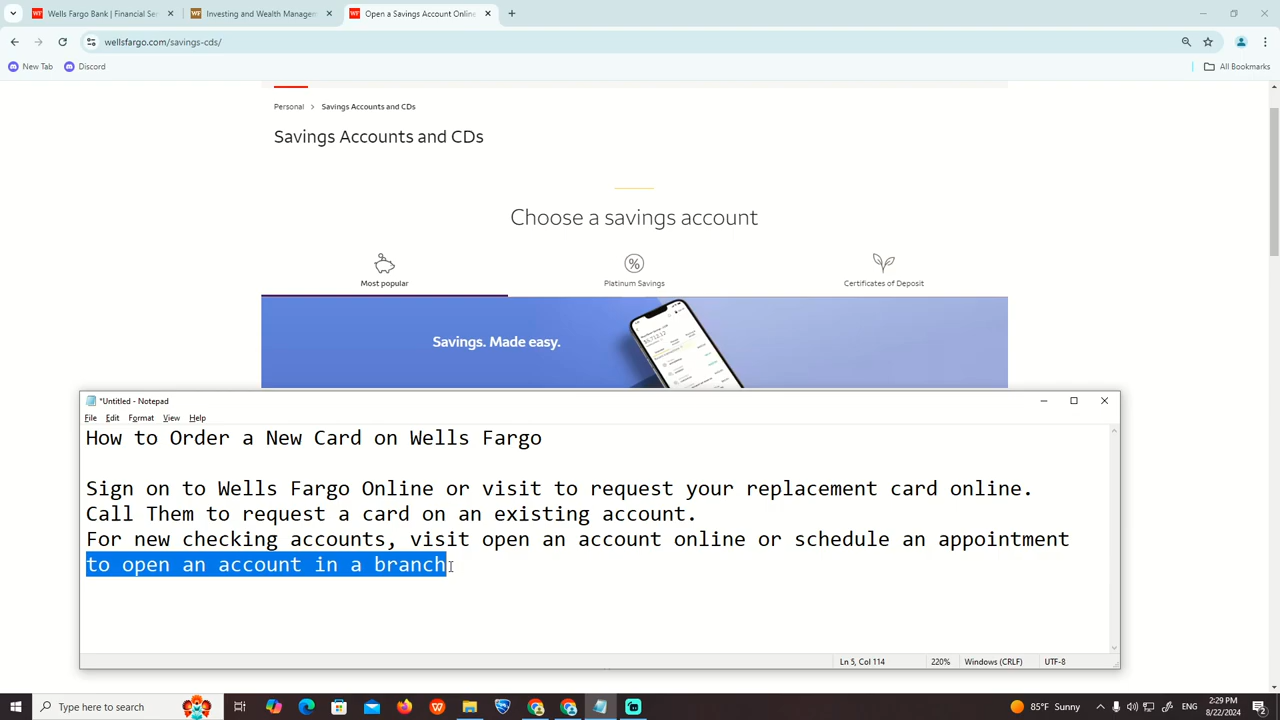 Wells Fargo Bank | Financial Se
Investing and Wealth Managem
Open a Savings Account Online
wellsfargo.com/savings-cds/
New Tab
Discord
All Bookmarks
Personal > Savings Accounts and CDs
Savings Accounts and CDs
Choose a savings account
Most popular
Platinum Savings
Certificates of Deposit
Savings. Made easy.
*Untitled - Notepad
File Edit Format View Help
How to Order a New Card on Wells Fargo
Sign on to Wells Fargo Online or visit to request your replacement card online.
Call Them to request a card on an existing account.
For new checking accounts, visit open an account online or schedule an appointment
to open an account in a branch
Ln 5, Col 114
220%
Windows (CRLF)
UTF-8
Type here to search
85°F Sunny
ENG
2:29 PM
8/22/2024